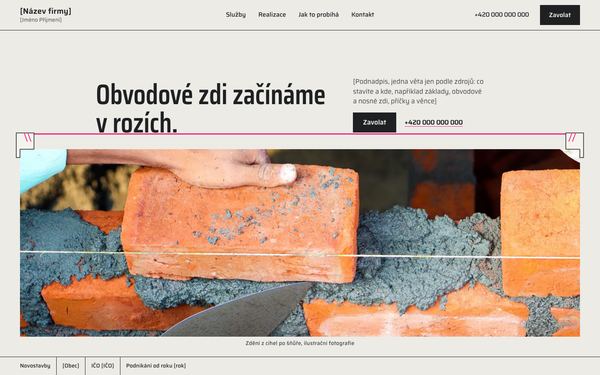 [Název firmy]
[Jméno Příjmení]
Služby
Realizace
Jak to probíhá
Kontakt
+420 000 000 000
Zavolat
Obvodové zdi začínáme
v rozích.
[Podnadpis, jedna věta jen podle zdrojů: co
stavíte a kde, například základy, obvodové
a nosné zdi, příčky a věnce]
Zavolat
+420 000 000 000
Zdění z cihel po šňůře, ilustrační fotografie
Novostavby
[Obec]
IČO [IČO]
Podnikání od roku [rok]